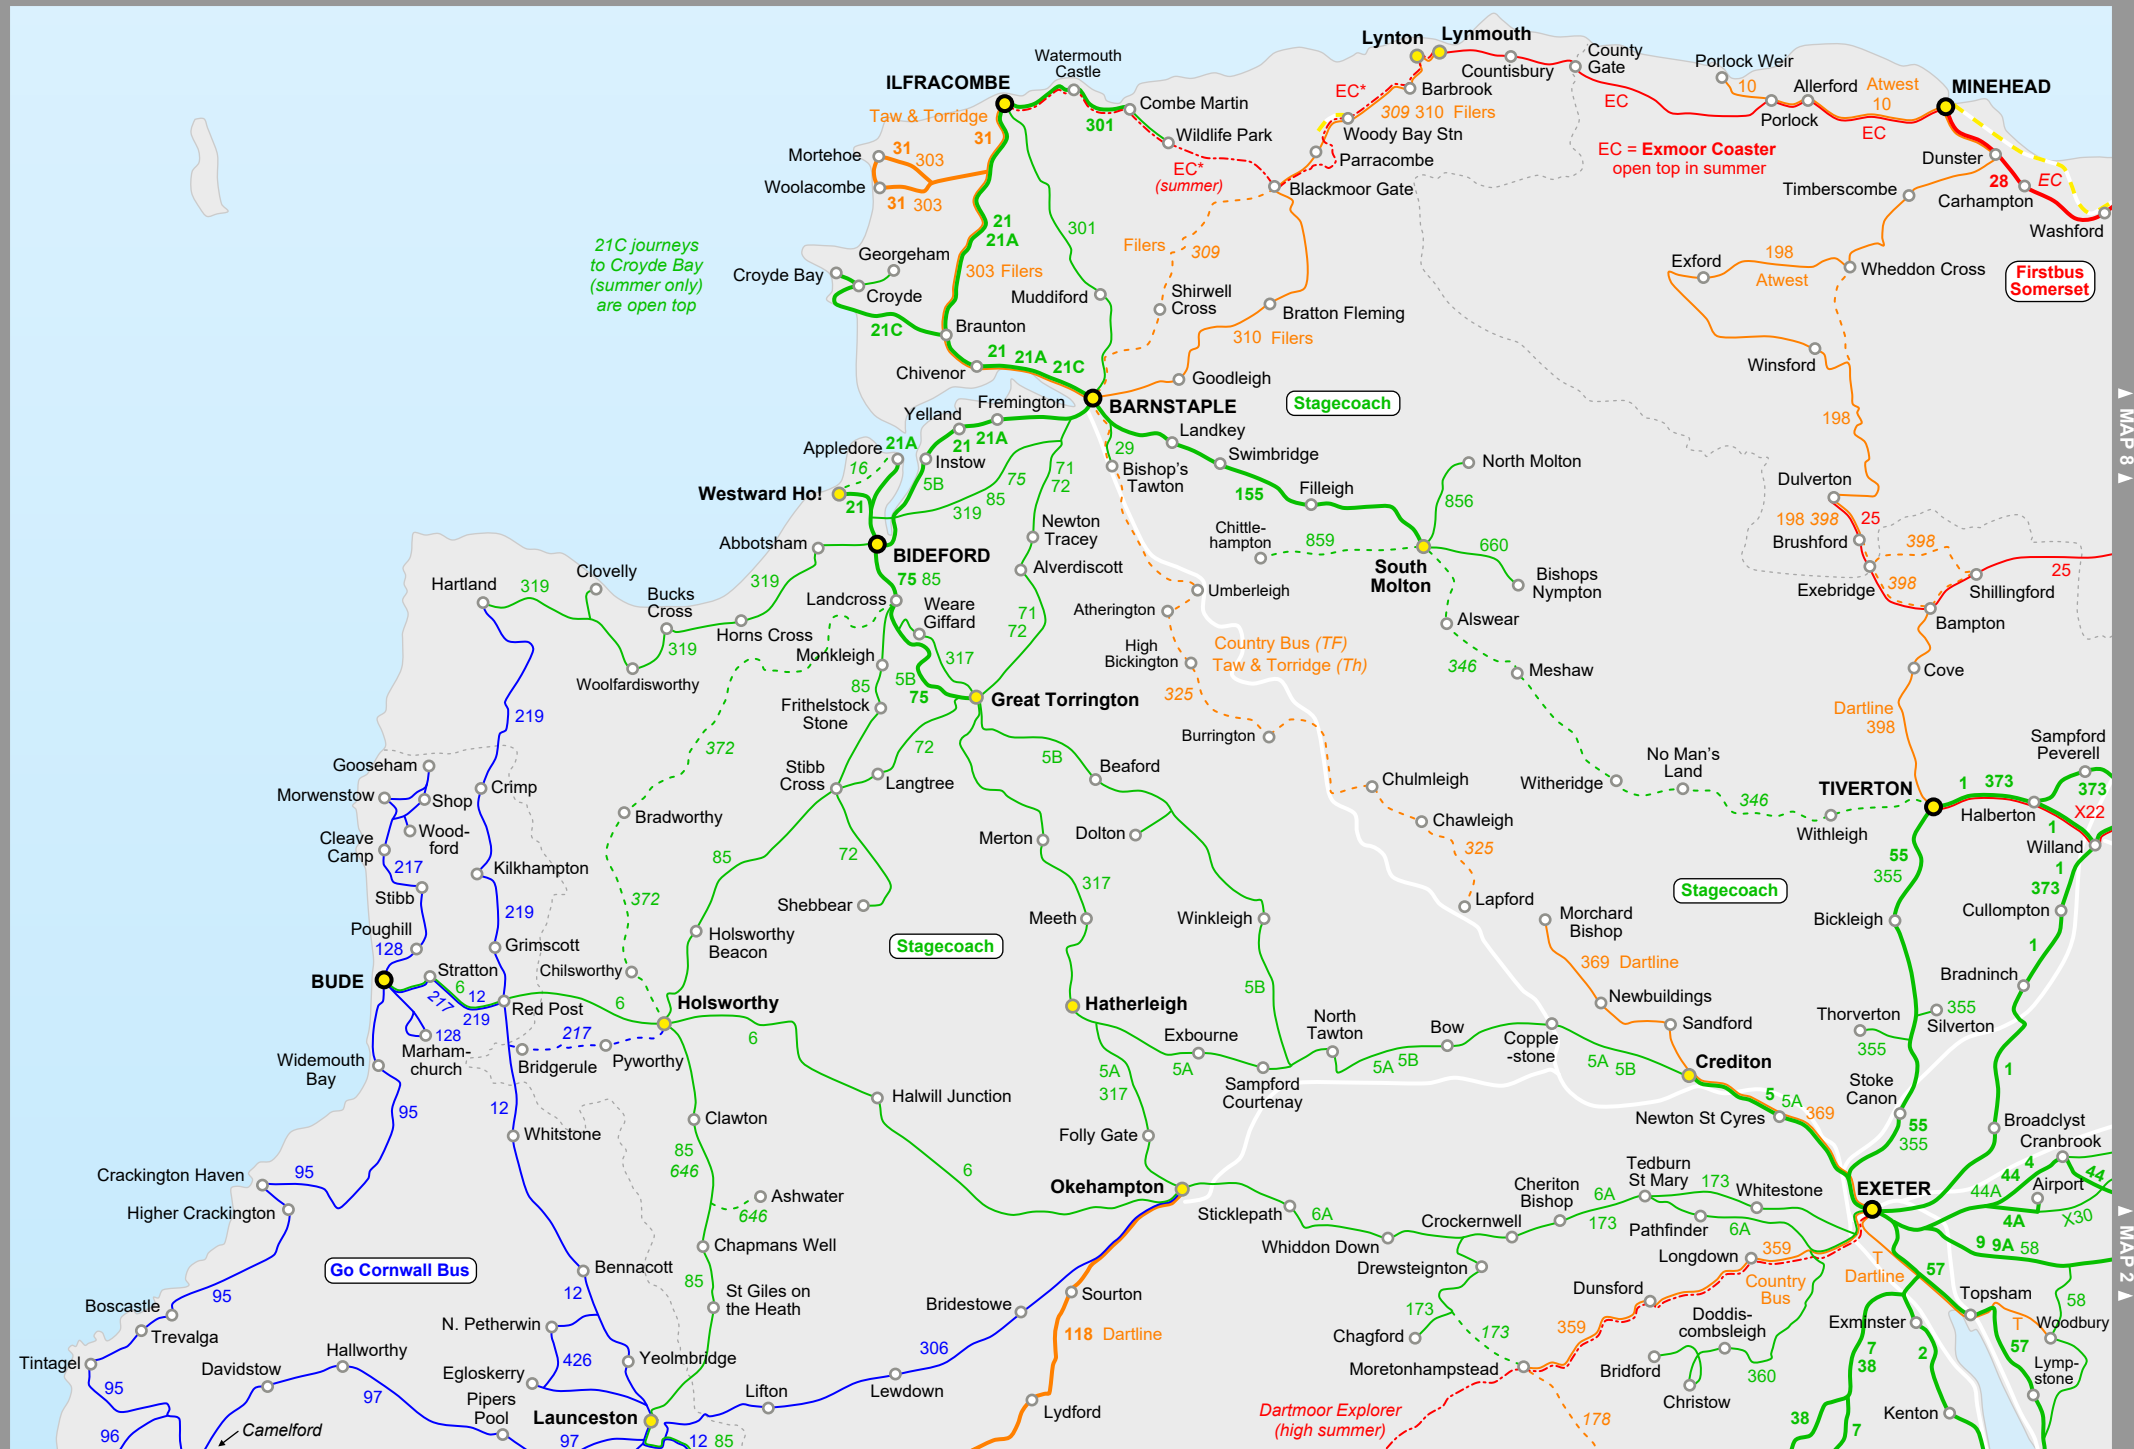 Lynton
Lynmouth
Watermouth
Castle
ILFRACOMBE
Taw & Torridge
31
Mortehoe
31 303
Woolacombe
31 303
301
Combe Martin
Wildlife Park
EC*
(summer)
EC*
Barbrook
309 310 Filers
Woody Bay Stn
Parracombe
Blackmoor Gate
Countisbury
County
Gate
EC
Porlock Weir
10
Porlock
Allerford
Atwest
10
EC
MINEHEAD
EC = Exmoor Coaster
open top in summer
Dunster
28
EC
Carhampton
Washford
Timberscombe
Exford
198
Atwest
Wheddon Cross
Firstbus
Somerset
Winsford
198
Dulverton
198 398
25
Brushford
Exebridge
398
398
Shillingford
25
Bampton
Cove
Dartline
398
21C journeys
to Croyde Bay
(summer only)
are open top
Georgeham
Croyde Bay
Croyde
21C
21
21A
303 Filers
301
Muddiford
Braunton
Chivenor
21
21A
21C
Filers
309
Shirwell
Cross
Bratton Fleming
310 Filers
Goodleigh
BARNSTAPLE
Stagecoach
Fremington
Yelland
21
21A
Appledore
21A
16
Instow
5B
Westward Ho!
21
75
85
319
71
72
29
Bishop's
Tawton
Landkey
Swimbridge
155
Filleigh
North Molton
856
Chittle-
hampton
859
South
Molton
660
Bishops
Nympton
Alswear
346
Meshaw
Witheridge
No Man's
Land
346
Withleigh
TIVERTON
1
373
Halberton
Sampford
Peverell
373
X22
1
Willand
1
373
Cullompton
1
Bradninch
1
Newton
Tracey
Alverdiscott
71
72
Abbotsham
BIDEFORD
75 85
Landcross
Weare
Giffard
317
Monkleigh
5B
75
85
Frithelstock
Stone
Great Torrington
Hartland
319
Clovelly
Bucks
Cross
319
319
Horns Cross
Woolfardisworthy
219
372
Umberleigh
Atherington
High
Bickington
Country Bus (TF)
Taw & Torridge (Th)
325
Burrington
Chulmleigh
Chawleigh
325
Lapford
72
Stibb
Cross
Langtree
5B
Beaford
Merton
Dolton
317
Meeth
Winkleigh
5B
Bradworthy
85
72
Shebbear
Holsworthy
Beacon
Stagecoach
372
Chilsworthy
Holsworthy
Hatherleigh
Gooseham
Morwenstow
Shop
Wood-
ford
Cleave
Camp
217
Stibb
Poughill
128
BUDE
Crimp
Kilkhampton
219
Grimscott
Stratton
6
217
12
219
Red Post
6
128
Marham-
church
217
Bridgerule
Pyworthy
Widemouth
Bay
95
12
Whitstone
6
Halwill Junction
6
Clawton
85
646
Ashwater
646
Chapmans Well
85
St Giles on
the Heath
Exbourne
5A
5A
317
Folly Gate
Okehampton
Sampford
Courtenay
North
Tawton
5A
5B
Bow
Copple
-stone
5A
5B
Morchard
Bishop
369 Dartline
Newbuildings
Sandford
Crediton
5
5A
369
Newton St Cyres
Stagecoach
55
355
Bickleigh
Thorverton
355
355
Silverton
Stoke
Canon
55
355
Broadclyst
Cranbrook
4
44
44
44A
Airport
4A
X30
EXETER
9
9A
58
Crackington Haven
95
Higher Crackington
Go Cornwall Bus
95
Boscastle
Trevalga
Tintagel
95
96
Davidstow
Hallworthy
97
Camelford
Bennacott
12
N. Petherwin
426
Egloskerry
Yeolmbridge
Pipers
Pool
Launceston
97
12
85
Lifton
306
Lewdown
Bridestowe
Sourton
118 Dartline
Lydford
Sticklepath
6A
Whiddon Down
Crockernwell
Cheriton
Bishop
6A
173
Tedburn
St Mary
173
Whitestone
Pathfinder
6A
Drewsteignton
173
Chagford
173
Moretonhampstead
359
Dunsford
Longdown
359
Country
Bus
Doddis-
combsleigh
Bridford
Christow
360
178
Dartmoor Explorer
(high summer)
T
Dartline
57
Topsham
T
57
58
Woodbury
Lymp-
stone
Exminster
7
38
2
Kenton
38
7
MAP 8
MAP 2